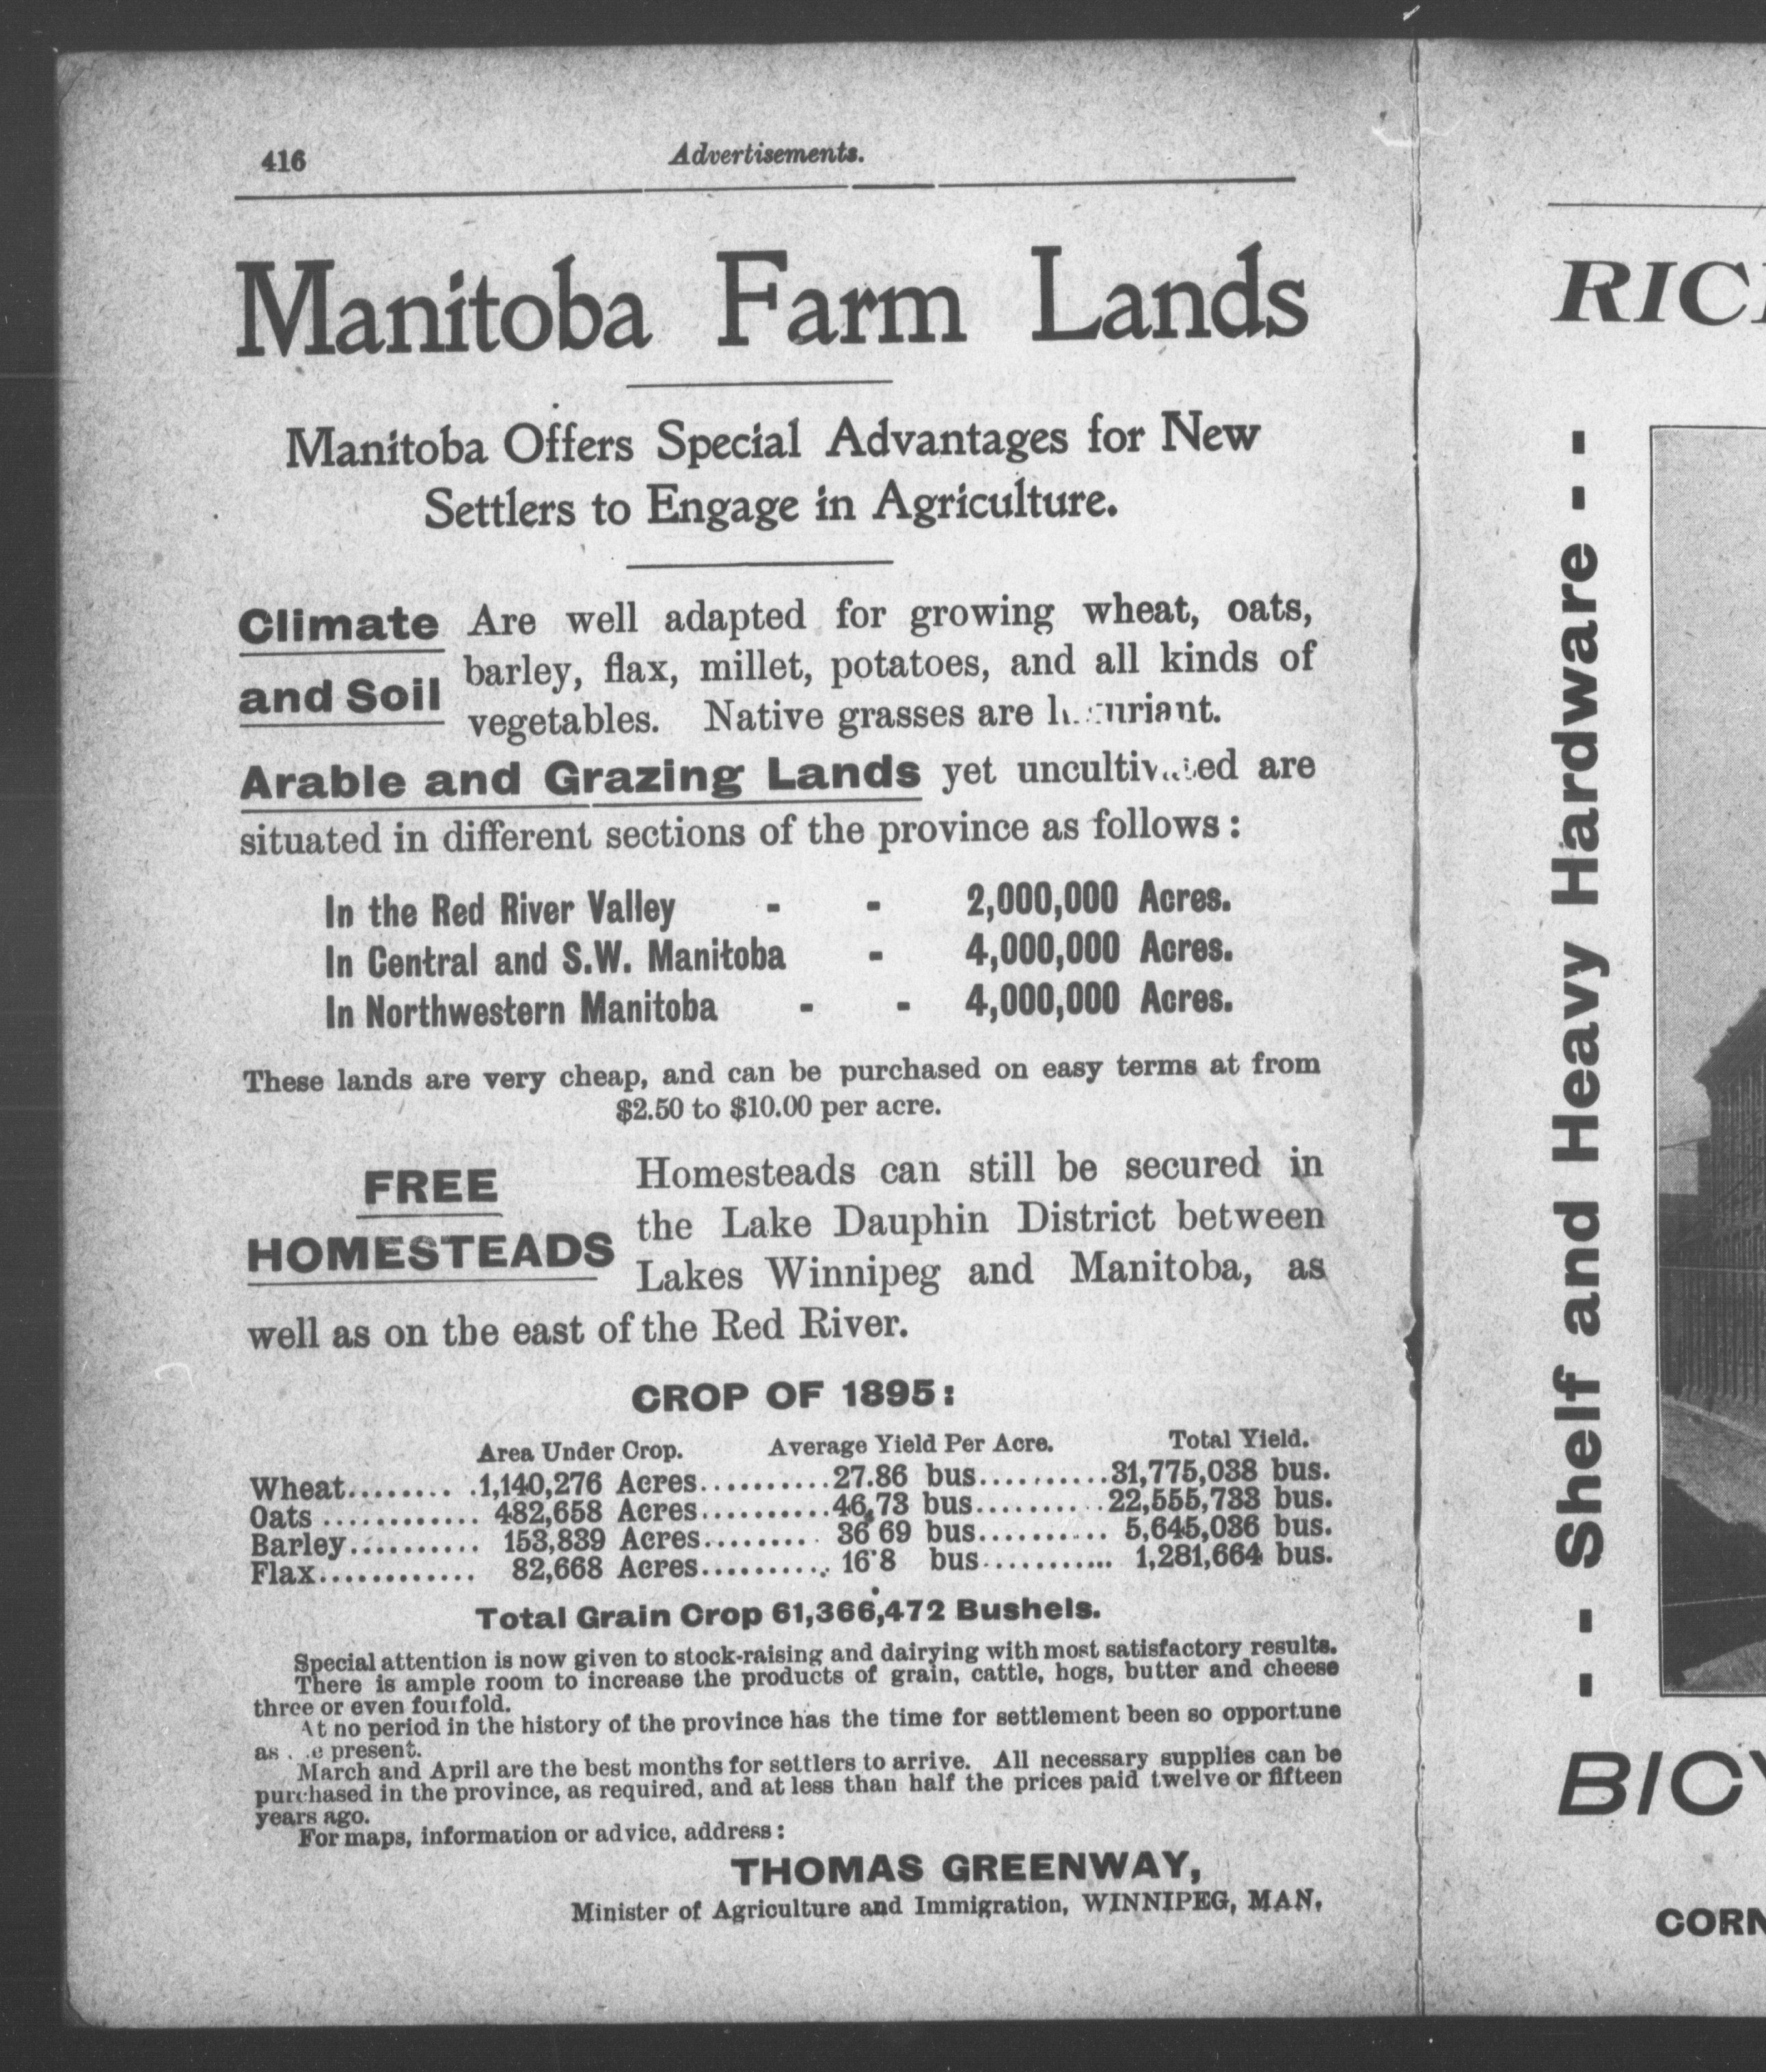 416 Advertisements.
Manitoba Farm Lands
Manitoba Offers Special Advantages for New
Settlers to Engage in Agriculture.
Climate and Soil
Are well adapted for growing wheat, oats,
barley, flax, millet, potatoes, and all kinds of
vegetables. Native grasses are
Arable and Grazing Lands yet are
situated in different sections of the province as follows :
In the Red River Valley - - 2,000,000 Acres.
In Central and S.W. Manitoba - 4,000,000 Acres.
In Northwestern Manitoba - - 4,000,000 Acres.
These lands are very cheap, and can be purchased on easy terms at from
$2.50 to $10.00 per acre.
FREE
HOMESTEADS
Homesteads can still be secured in
the Lake Dauphin District between
Lakes Winnipeg and Manitoba, as
well as on the east of the Red River.
CROP OF 1895:
Area Under Crop. Average Yield Per Acre. Total Yield.
Wheat.........1,140,276 Acres..........27.86 bus..........31,775,038 bus.
Oats ............ 482,658 Acres..........46,73 bus..........22,555,733 bus.
Barley.......... 153,839 Acres......... 36 69 bus.......... 5,645,036 bus.
Flax............ 82,668 Acres.......... 16·8 bus.......... 1,281,664 bus.
Total Grain Crop 61,366,472 Bushels.
Special attention is now given to stock-raising and dairying with most satisfactory results.
There is ample room to increase the products of grain, cattle, hogs, butter and cheese
three or even fourfold.
At no period in the history of the province has the time for settlement been so opportune
as present.
March and April are the best months for settlers to arrive. All necessary supplies can be
purchased in the province, as required, and at less than half the prices paid twelve or fifteen
years ago.
For maps, information or advice, address :
THOMAS GREENWAY,
Minister of Agriculture and Immigration, WINNIPEG, MAN.
RIC
- - Shelf and Heavy Hardware - -
BICY
CORN